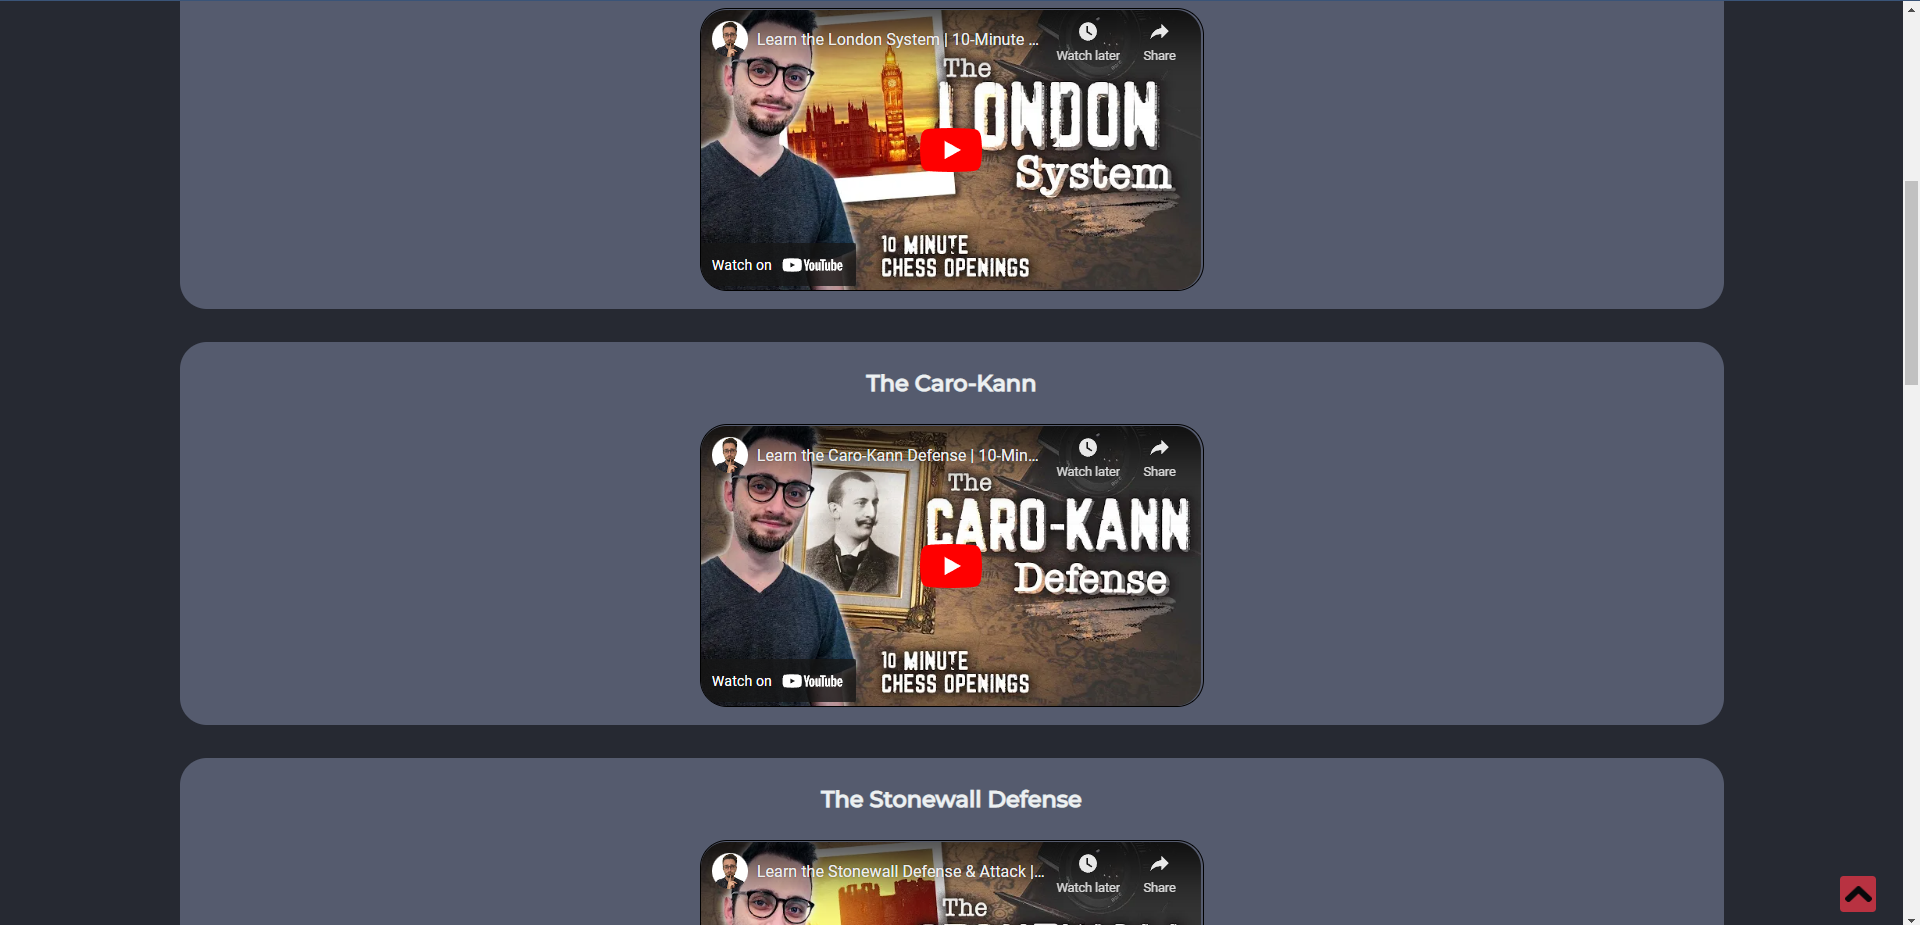 Learn the London System | 10-Minute ...
Watch later
Share
The
LONDON
System
10 MINUTE
CHESS OPENINGS
Watch on YouTube
The Caro-Kann
Learn the Caro-Kann Defense | 10-Min...
Watch later
Share
The
CARO-KANN
Defense
10 MINUTE
CHESS OPENINGS
Watch on YouTube
The Stonewall Defense
Learn the Stonewall Defense & Attack |...
Watch later
Share
The